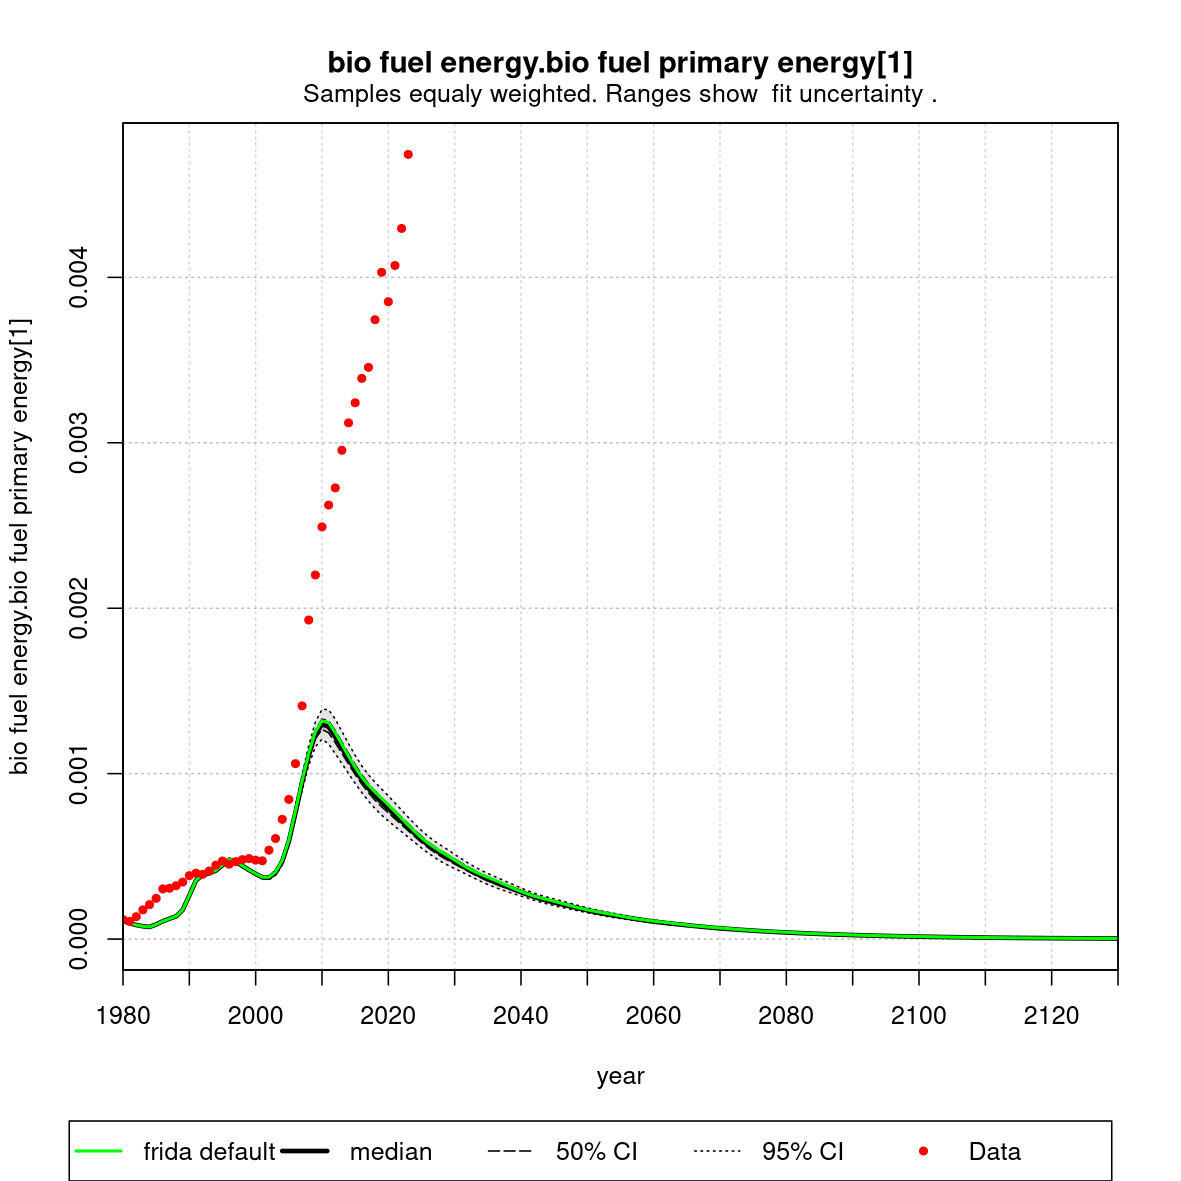 bio fuel energy.bio fuel primary energy[1]
Samples equaly weighted. Ranges show  fit uncertainty .
bio fuel energy.bio fuel primary energy[1]
0.004
0.003
0.002
0.001
0.000
1980 2000 2020 2040 2060 2080 2100 2120
year
frida default median 50% CI 95% CI Data